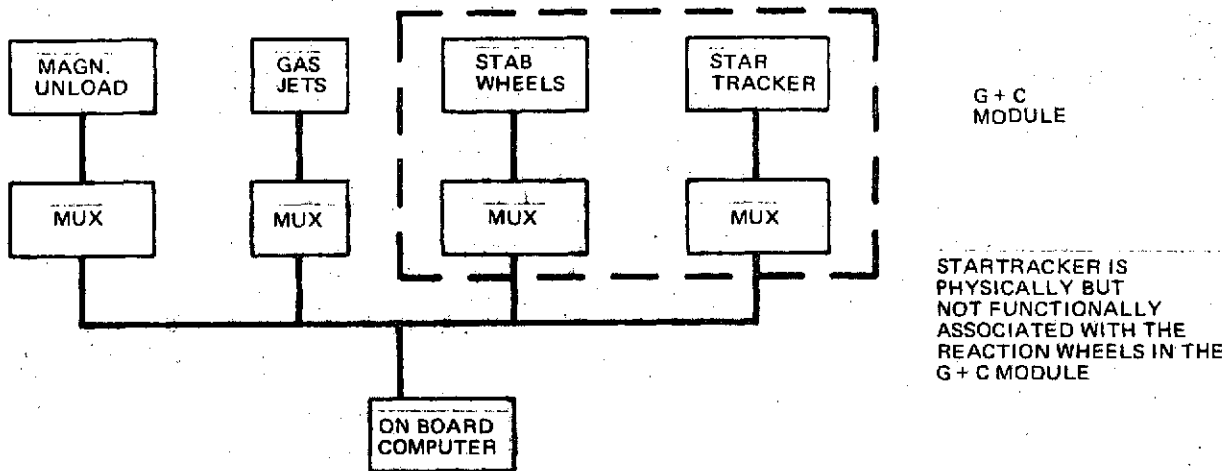 MAGN.
UNLOAD
GAS
JETS
STAB
WHEELS
STAR
TRACKER
G + C
MODULE
MUX
MUX
MUX
MUX
STARTRACKER IS
PHYSICALLY BUT
NOT FUNCTIONALLY
ASSOCIATED WITH THE
REACTION WHEELS IN THE
G + C MODULE
ON BOARD
COMPUTER